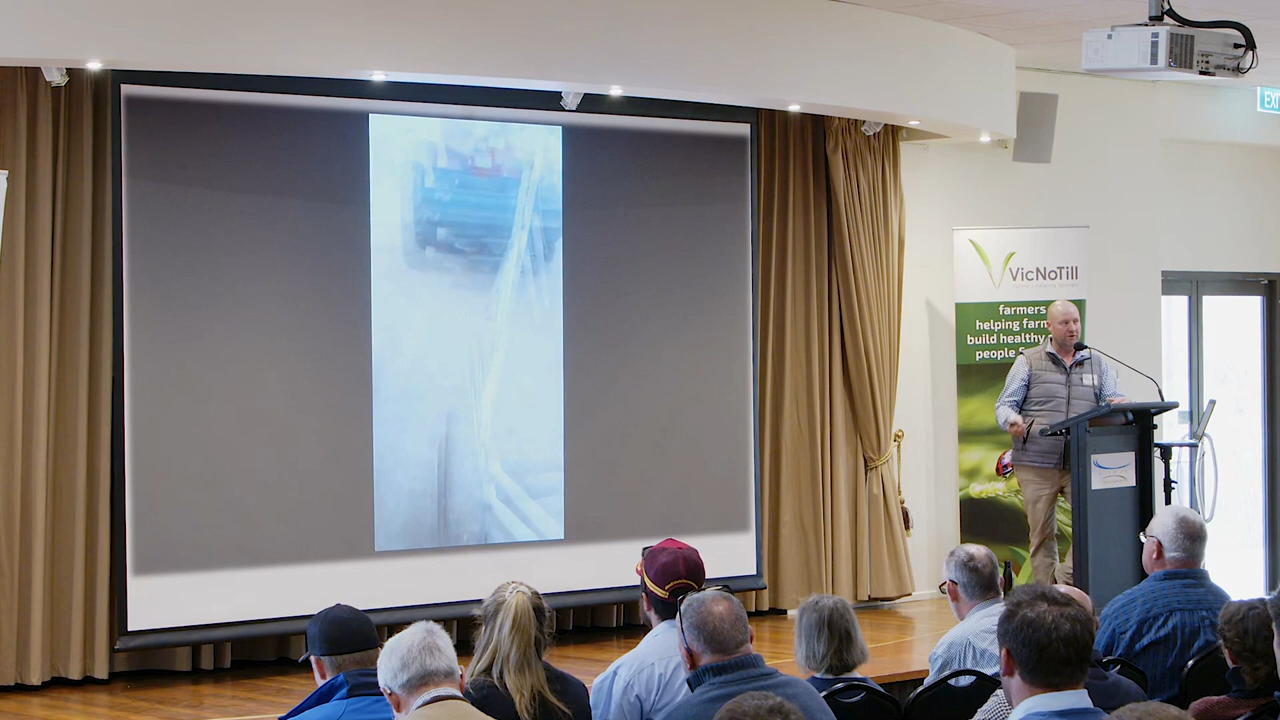 EXI
VicNoTill
farmers
helping farm
build healthy
people &